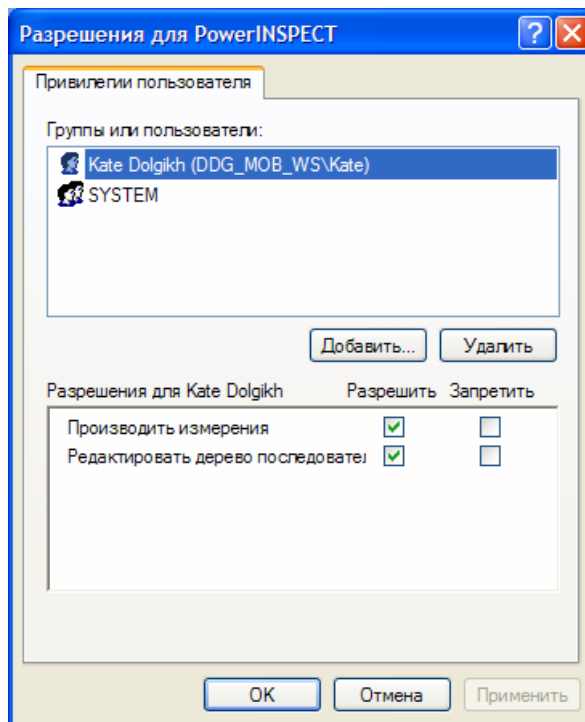 Разрешения для PowerINSPECT
Привилегии пользователя
Группы или пользователи:
Kate Dolgikh (DDG_MOB_WS\Kate)
SYSTEM
Добавить... Удалить
Разрешения для Kate Dolgikh Разрешить Запретить
Производить измерения
Редактировать дерево последовател
OK Отмена Применить